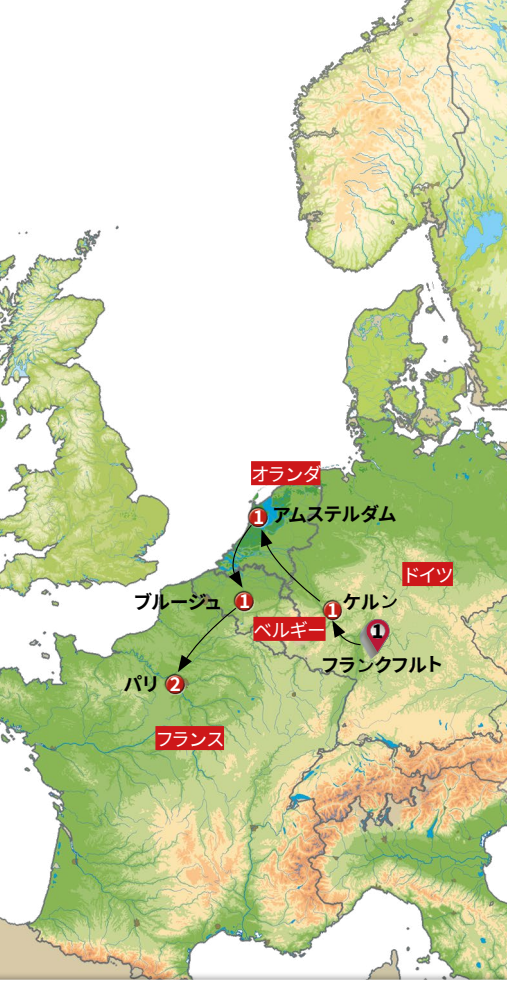 オランダ
1 アムステルダム
ドイツ
ブルージュ 1
1 ケルン
ベルギー
1
フランクフルト
パリ 2
フランス